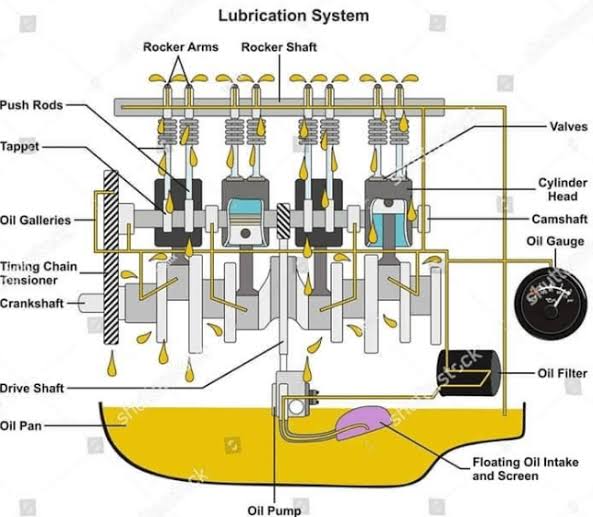 Lubrication System
Rocker Arms
Rocker Shaft
Push Rods
Tappet
Valves
Cylinder
Head
Oil Galleries
Camshaft
Oil Gauge
Timing Chain
Tensioner
Crankshaft
Oil Filter
Drive Shaft
Oil Pan
Floating Oil Intake
and Screen
Oil Pump
shutterstock